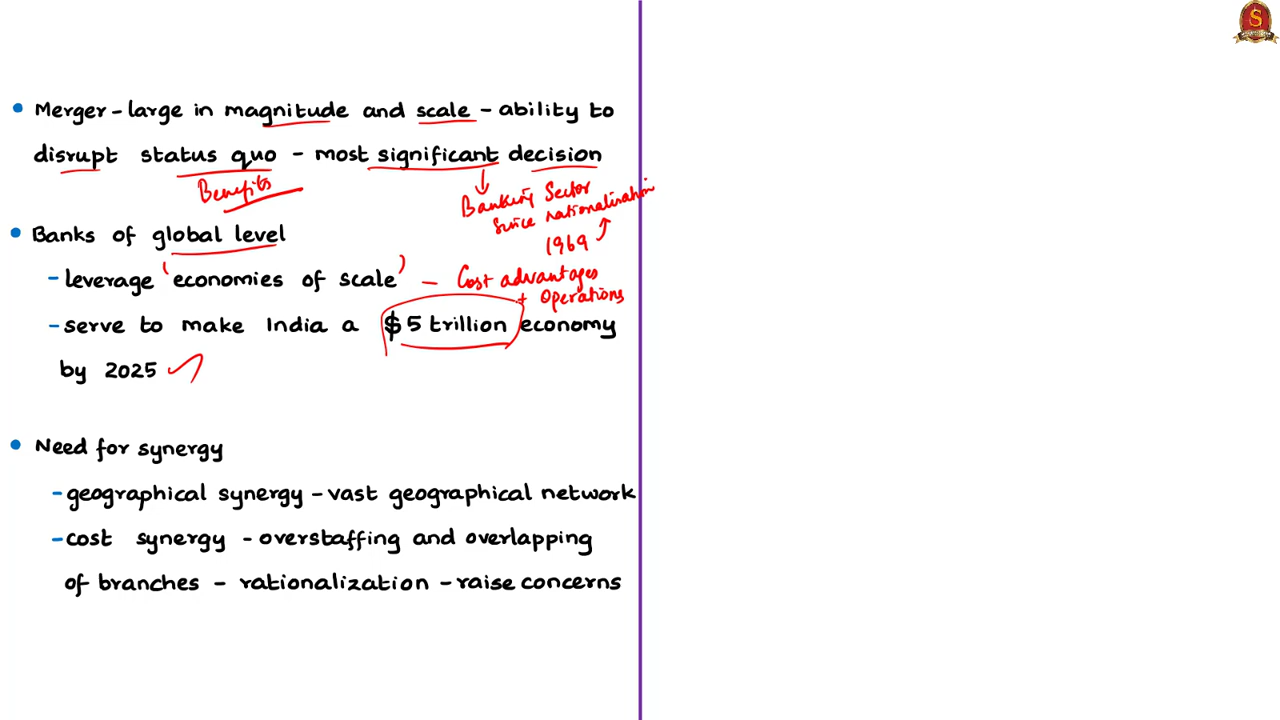 • Merger - large in magnitude and scale - ability to
disrupt status quo - most significant decision
Benefits
Banking Sector
Since nationalisation
1969
• Banks of global level
- leverage 'economies of scale' - Cost advantages
+ Operations
- serve to make India a $5 trillion economy
by 2025
• Need for synergy
- geographical synergy - vast geographical network
- cost synergy - overstaffing and overlapping
of branches - rationalization - raise concerns
S